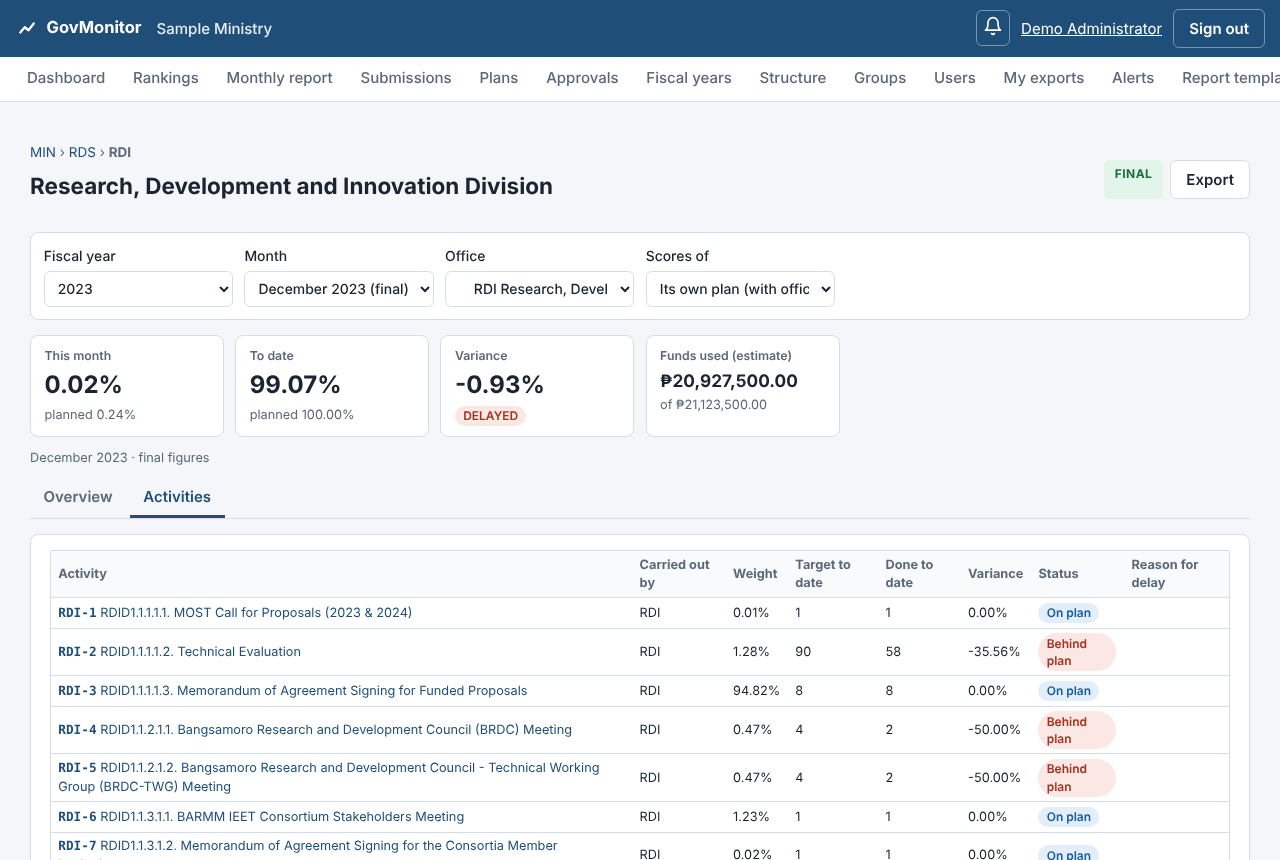 GovMonitor Sample Ministry Demo Administrator Sign out
Dashboard Rankings Monthly report Submissions Plans Approvals Fiscal years Structure Groups Users My exports Alerts Report templa
MIN › RDS › RDI
Research, Development and Innovation Division
FINAL Export
Fiscal year Month Office Scores of
2023 December 2023 (final) RDI Research, Devel Its own plan (with offic
This month To date Variance Funds used (estimate)
0.02% 99.07% -0.93% ₱20,927,500.00
planned 0.24% planned 100.00% DELAYED of ₱21,123,500.00
December 2023 · final figures
Overview Activities
Activity Carried out by Weight Target to date Done to date Variance Status Reason for delay
RDI-1 RDID1.1.1.1.1. MOST Call for Proposals (2023 & 2024) RDI 0.01% 1 1 0.00% On plan
RDI-2 RDID1.1.1.1.2. Technical Evaluation RDI 1.28% 90 58 -35.56% Behind plan
RDI-3 RDID1.1.1.1.3. Memorandum of Agreement Signing for Funded Proposals RDI 94.82% 8 8 0.00% On plan
RDI-4 RDID1.1.2.1.1. Bangsamoro Research and Development Council (BRDC) Meeting RDI 0.47% 4 2 -50.00% Behind plan
RDI-5 RDID1.1.2.1.2. Bangsamoro Research and Development Council - Technical Working
Group (BRDC-TWG) Meeting RDI 0.47% 4 2 -50.00% Behind plan
RDI-6 RDID1.1.3.1.1. BARMM IEET Consortium Stakeholders Meeting RDI 1.23% 1 1 0.00% On plan
RDI-7 RDID1.1.3.1.2. Memorandum of Agreement Signing for the Consortia Member
RDI 0.02% 1 1 0.00% On plan